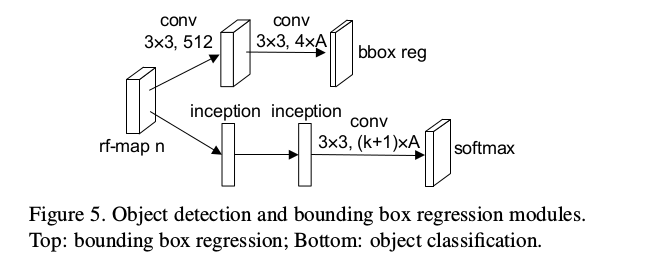 conv conv
3×3, 512 3×3, 4×A
bbox reg
inception inception
conv
3×3, (k+1)×A
rf-map n
softmax
Figure 5. Object detection and bounding box regression modules.
Top: bounding box regression; Bottom: object classification.